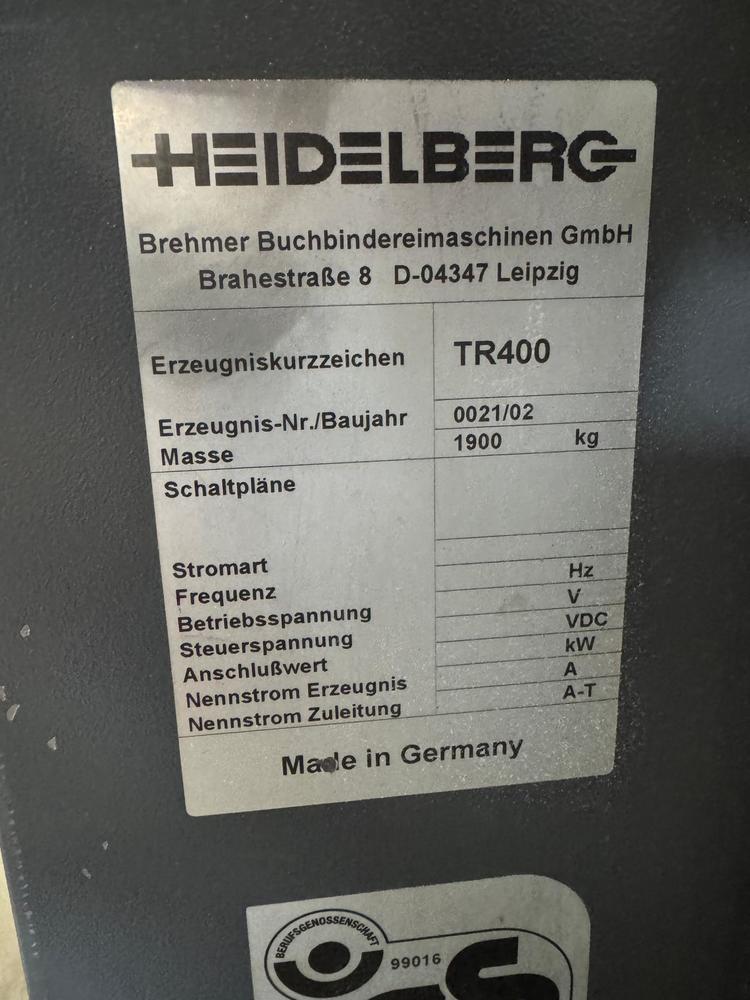 HEIDELBERG
Brehmer Buchbindereimaschinen GmbH
Brahestraße 8 D-04347 Leipzig
Erzeugniskurzzeichen TR400
Erzeugnis-Nr./Baujahr 0021/02
Masse 1900 kg
Schaltpläne
Stromart
Frequenz Hz
Betriebsspannung V
Steuerspannung VDC
Anschlußwert kW
Nennstrom Erzeugnis A
Nennstrom Zuleitung A-T
Made in Germany
BERUFSGENOSSENSCHAFT
99016